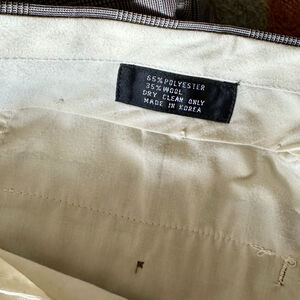 65% POLYESTER
35% WOOL
DRY CLEAN ONLY
MADE IN KOREA